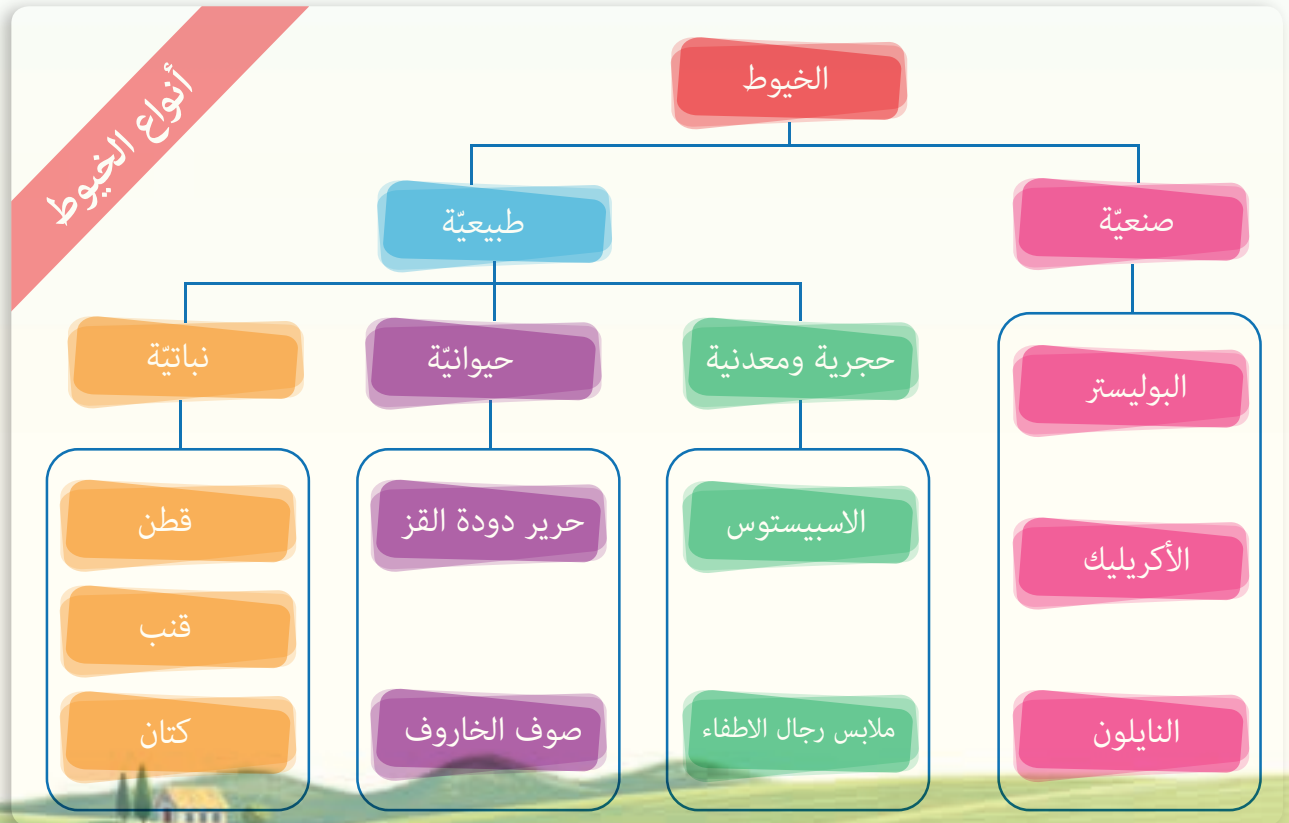 أنواع الخيوط
الخيوط
صنعيّة
طبيعيّة
البوليستر
الأكريليك
النايلون
حجرية ومعدنية
الاسبيستوس
ملابس رجال الاطفاء
حيوانيّة
حرير دودة القز
صوف الخاروف
نباتيّة
قطن
قنب
كتان